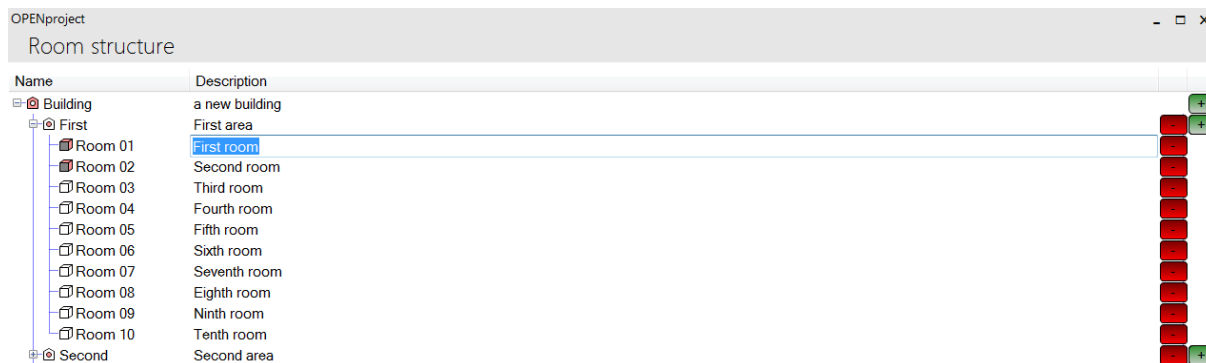 OPENproject
Room structure
Name Description
Building a new building
First First area
Room 01 First room
Room 02 Second room
Room 03 Third room
Room 04 Fourth room
Room 05 Fifth room
Room 06 Sixth room
Room 07 Seventh room
Room 08 Eighth room
Room 09 Ninth room
Room 10 Tenth room
Second Second area